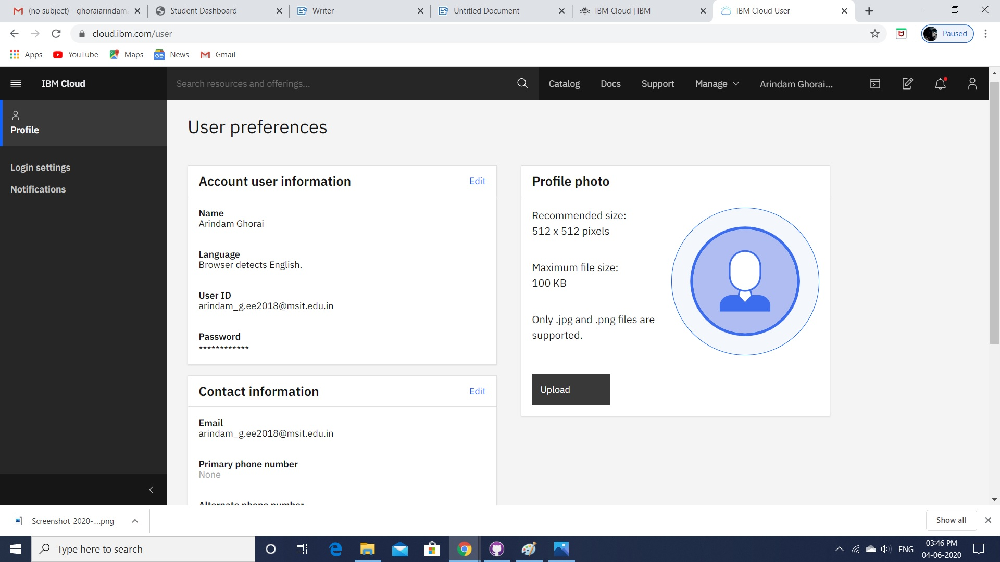 (no subject) - ghoraiarindam
Student Dashboard
Writer
Untitled Document
IBM Cloud | IBM
IBM Cloud User
cloud.ibm.com/user
Paused
Apps
YouTube
Maps
News
Gmail
IBM Cloud
Search resources and offerings...
Catalog
Docs
Support
Manage
Arindam Ghorai...
Profile
Login settings
Notifications
User preferences
Account user information
Edit
Name
Arindam Ghorai
Language
Browser detects English.
User ID
arindam_g.ee2018@msit.edu.in
Password
************
Contact information
Edit
Email
arindam_g.ee2018@msit.edu.in
Primary phone number
None
Alternate phone number
Profile photo
Recommended size:
512 x 512 pixels
Maximum file size:
100 KB
Only .jpg and .png files are
supported.
Upload
Screenshot_2020-....png
Show all
Type here to search
ENG
03:46 PM
04-06-2020